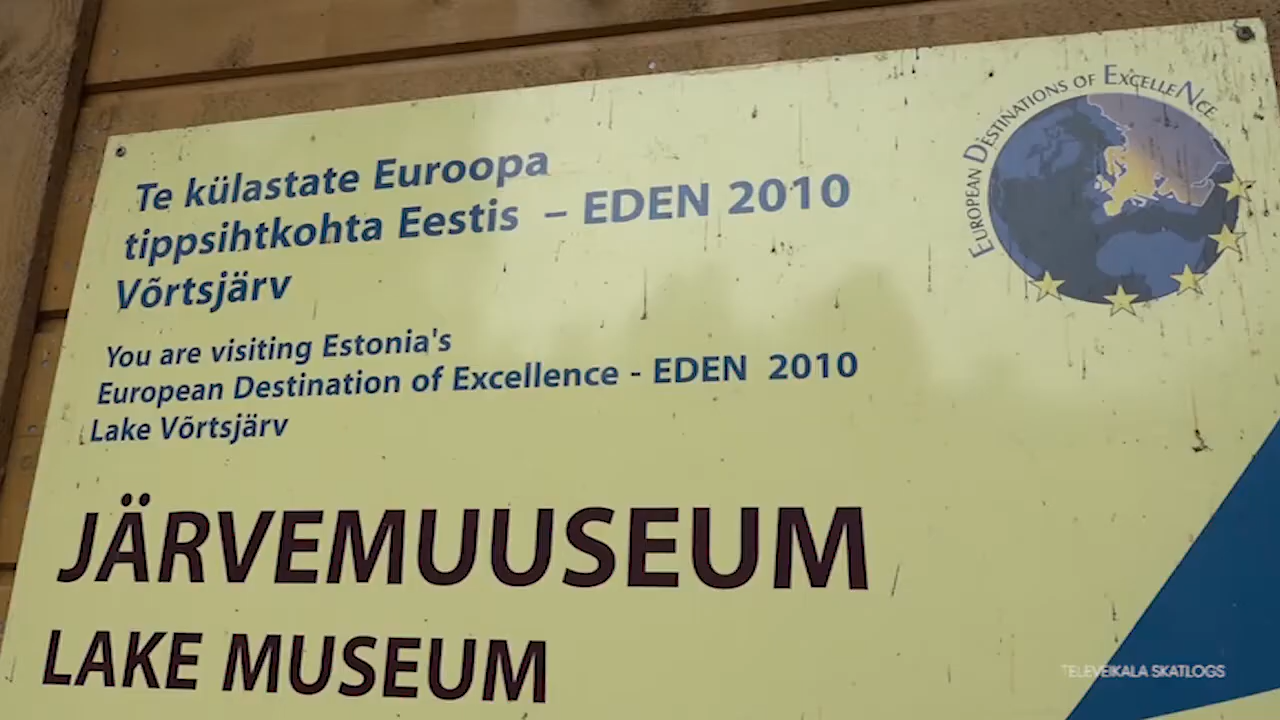 EUROPEAN DESTINATIONS OF EXCELLENCE
Te külastate Euroopa
tippsihtkohta Eestis – EDEN 2010
Võrtsjärv
You are visiting Estonia's
European Destination of Excellence - EDEN 2010
Lake Võrtsjärv
JÄRVEMUUSEUM
LAKE MUSEUM
TELEVEIKALA SKATLOGS